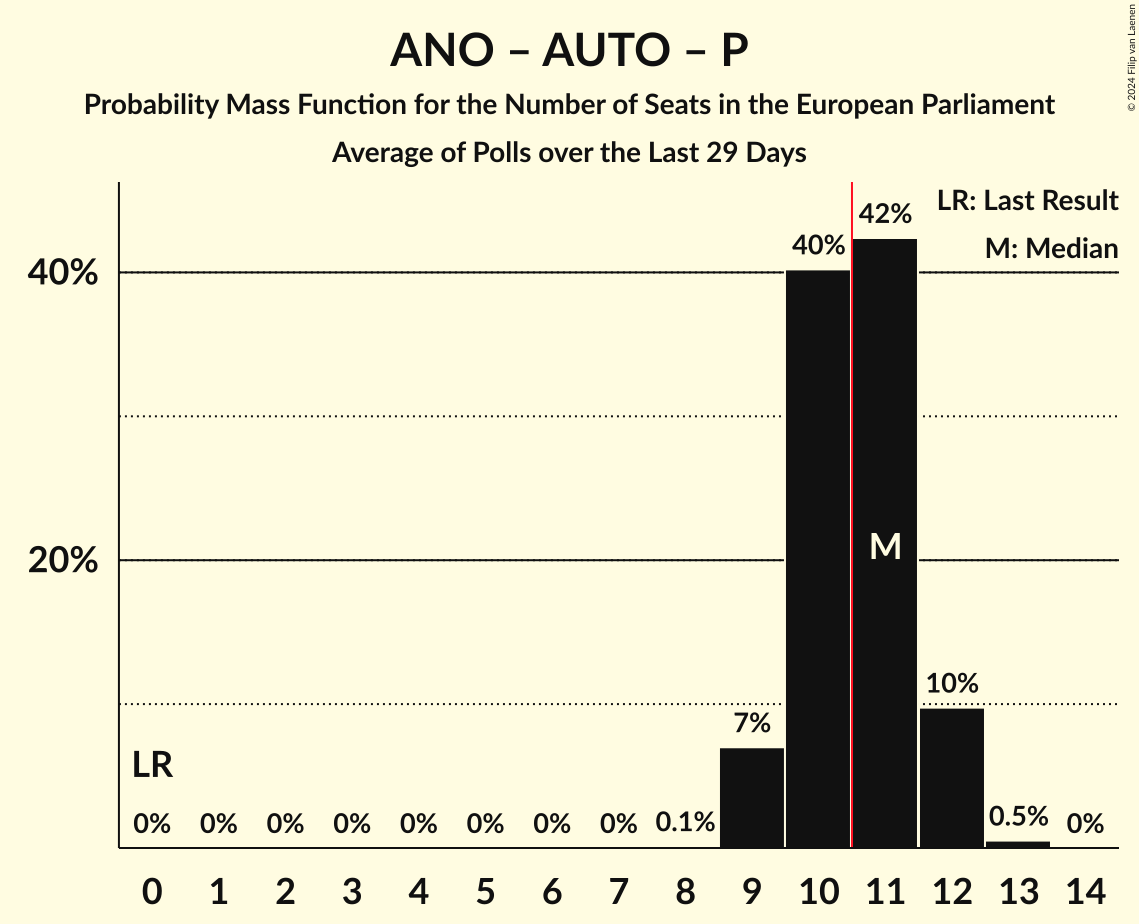 ANO – AUTO – P
Probability Mass Function for the Number of Seats in the European Parliament
Average of Polls over the Last 29 Days
© 2024 Filip van Laenen
LR: Last Result
M: Median
42%
40%
40%
M
20%
10%
7%
LR
0% 0% 0% 0% 0% 0% 0% 0% 0.1% 0.5% 0%
0 1 2 3 4 5 6 7 8 9 10 11 12 13 14